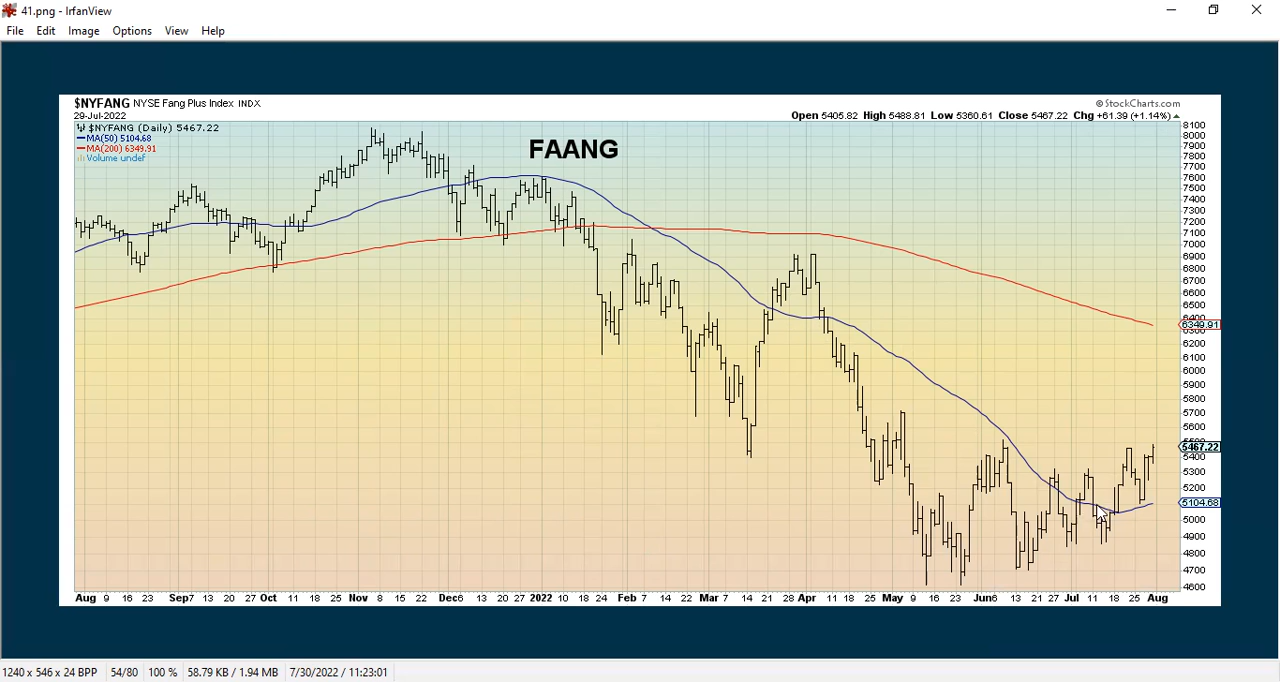 41.png - IrfanView
File Edit Image Options View Help
$NYFANG NYSE Fang Plus Index INDX
© StockCharts.com
29-Jul-2022
Open 5405.82 High 5488.81 Low 5360.61 Close 5467.22 Chg +61.39 (+1.14%)
$NYFANG (Daily) 5467.22
MA(50) 5104.68
MA(200) 6349.91
Volume undef
FAANG
8100
8000
7900
7800
7700
7600
7500
7400
7300
7200
7100
7000
6900
6800
6700
6600
6500
6400
6349.91
6300
6200
6100
6000
5900
5800
5700
5600
5500
5467.22
5400
5300
5200
5104.68
5000
4900
4800
4700
4600
Aug 9 16 23 Sep 7 13 20 27 Oct 11 18 25 Nov 8 15 22 Dec 6 13 20 27 2022 10 18 24 Feb 7 14 22 Mar 7 14 21 28 Apr 11 18 25 May 9 16 23 Jun 6 13 21 27 Jul 11 18 25 Aug
1240 x 546 x 24 BPP 54/80 100 % 58.79 KB / 1.94 MB 7/30/2022 / 11:23:01